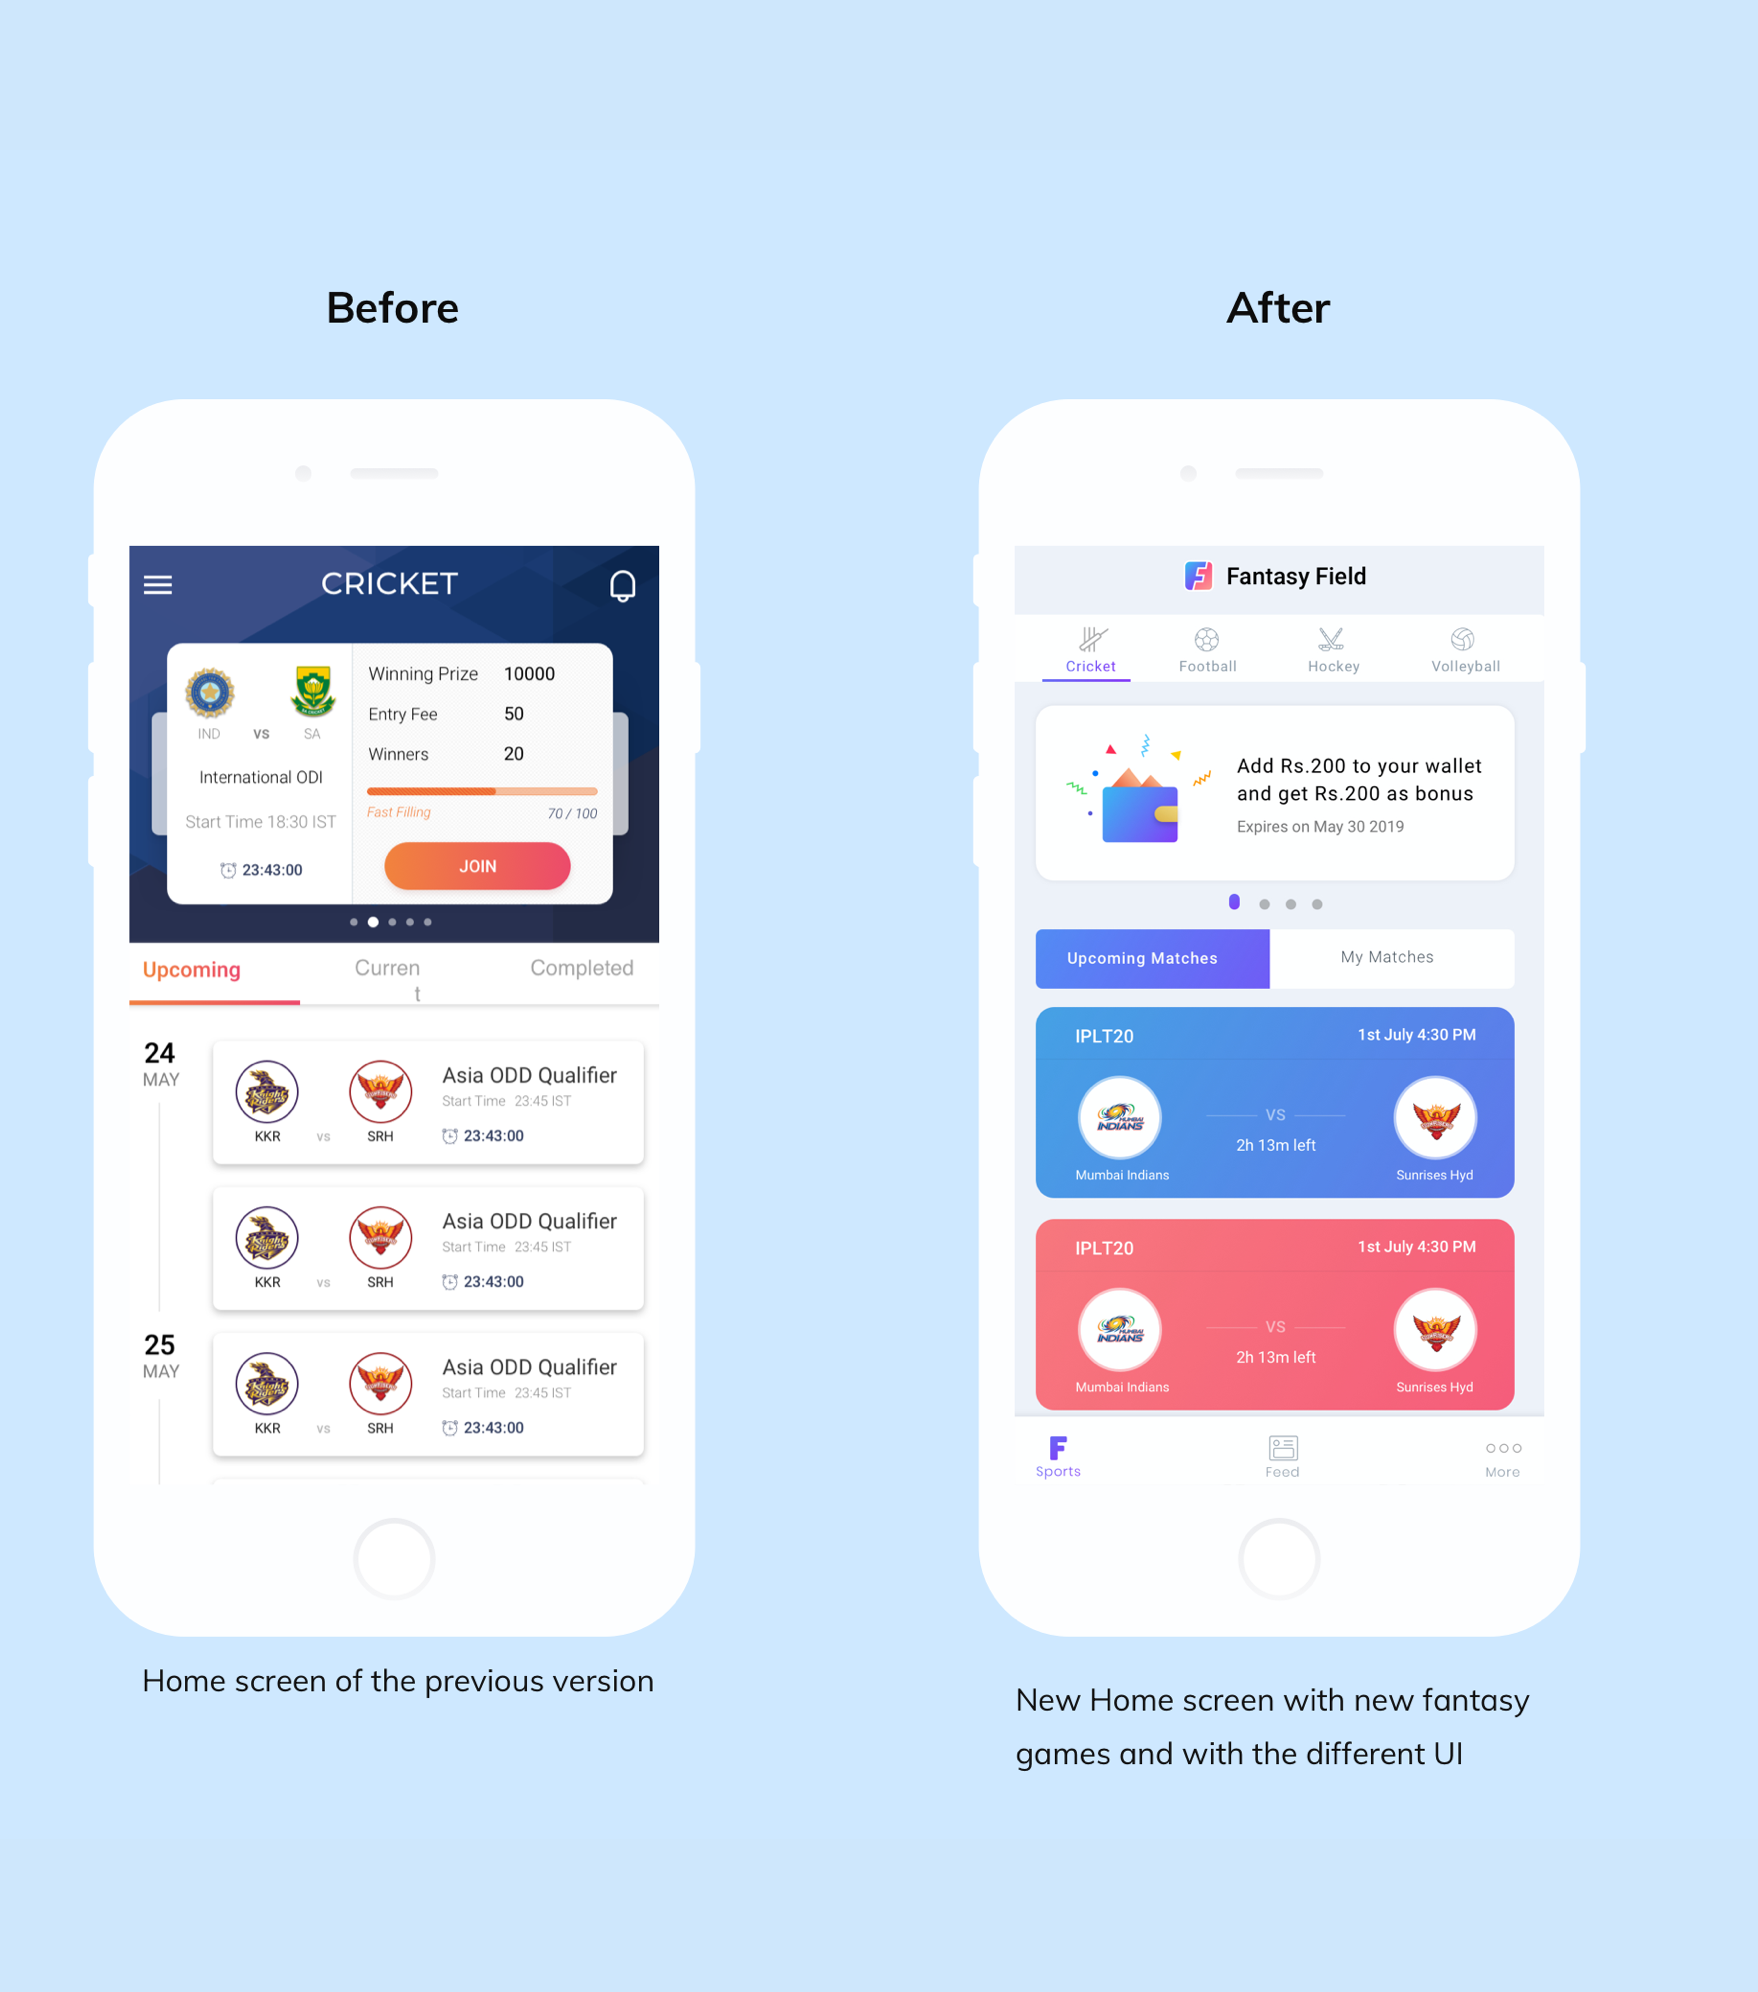 Before
After
CRICKET
IND vs SA
International ODI
Start Time 18:30 IST
23:43:00
Winning Prize 10000
Entry Fee 50
Winners 20
Fast Filling 70 / 100
JOIN
Upcoming
Curren
t
Completed
24
MAY
KKR vs SRH
Asia ODD Qualifier
Start Time 23:45 IST
23:43:00
KKR vs SRH
Asia ODD Qualifier
Start Time 23:45 IST
23:43:00
25
MAY
KKR vs SRH
Asia ODD Qualifier
Start Time 23:45 IST
23:43:00
Home screen of the previous version
Fantasy Field
Cricket Football Hockey Volleyball
Add Rs.200 to your wallet
and get Rs.200 as bonus
Expires on May 30 2019
Upcoming Matches My Matches
IPLT20 1st July 4:30 PM
MUMBAI
INDIANS
VS
2h 13m left
Mumbai Indians Sunrises Hyd
IPLT20 1st July 4:30 PM
MUMBAI
INDIANS
VS
2h 13m left
Mumbai Indians Sunrises Hyd
Sports Feed More
New Home screen with new fantasy
games and with the different UI